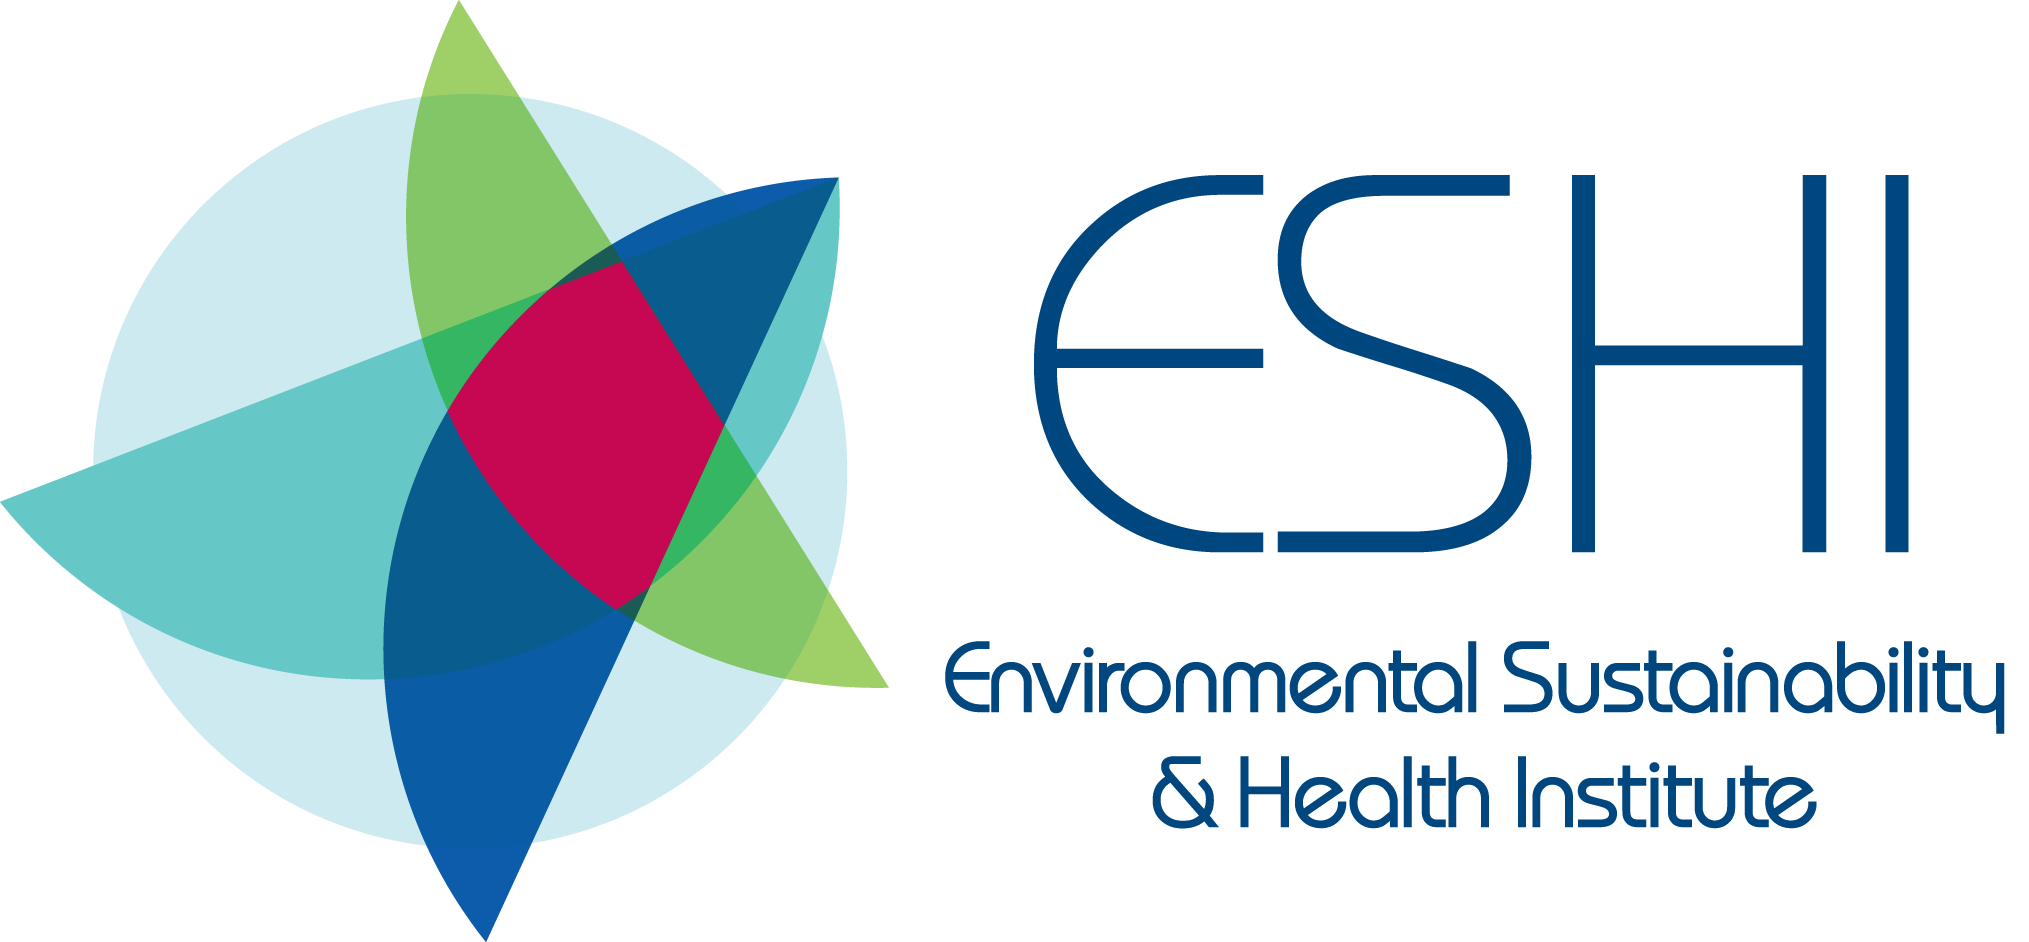 ESHI
Environmental Sustainability
& Health Institute